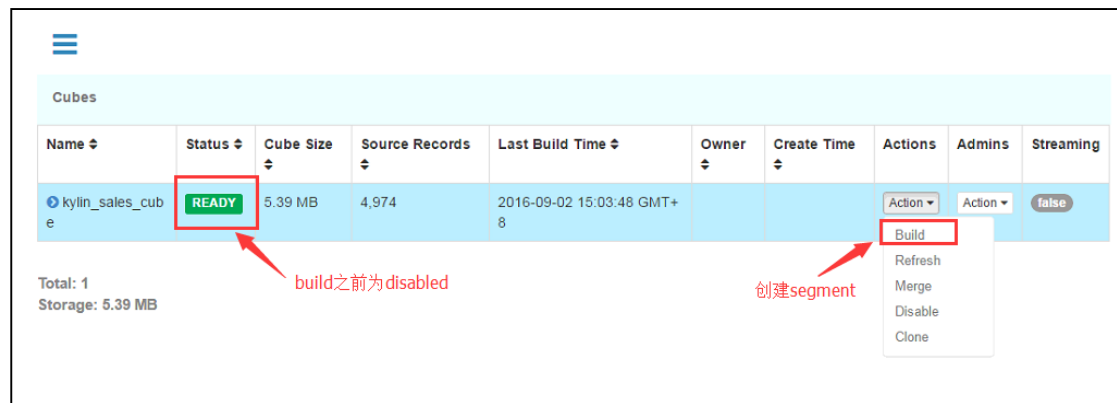 Cubes
Name Status Cube Size Source Records Last Build Time Owner Create Time Actions Admins Streaming
kylin_sales_cub READY 5.39 MB 4,974 2016-09-02 15:03:48 GMT+ Action Action false
e 8
Build
Refresh
Total: 1 build之前为disabled 创建segment Merge
Storage: 5.39 MB Disable
Clone